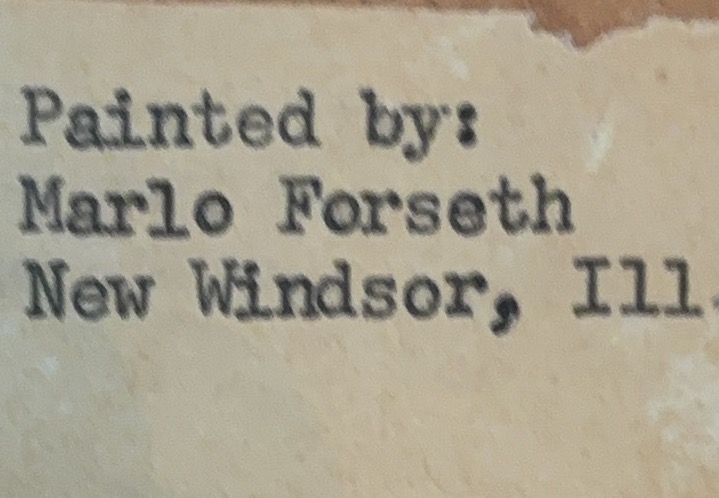 Painted by:
Marlo Forseth
New Windsor, Ill.